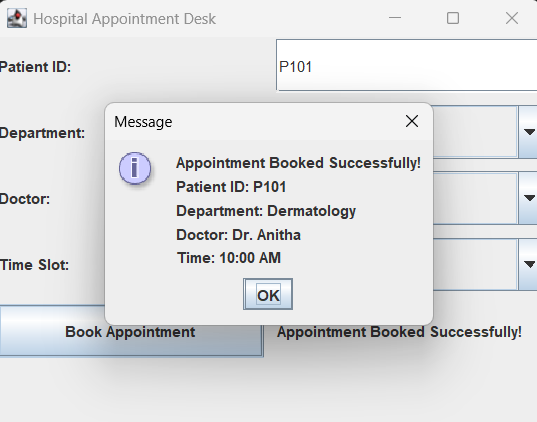 Hospital Appointment Desk
Patient ID:
P101
Message
Department:
Appointment Booked Successfully!
Patient ID: P101
Department: Dermatology
Doctor: Dr. Anitha
Time: 10:00 AM
Doctor:
Time Slot:
OK
Book Appointment
Appointment Booked Successfully!